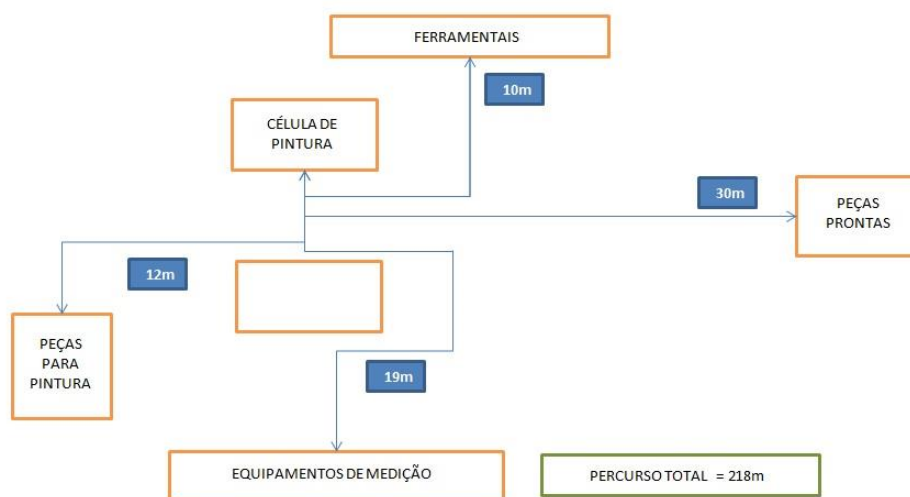 FERRAMENTAIS
10m
CÉLULA DE
PINTURA
30m
PEÇAS
PRONTAS
12m
PEÇAS
PARA
PINTURA
19m
EQUIPAMENTOS DE MEDIÇÃO
PERCURSO TOTAL = 218m